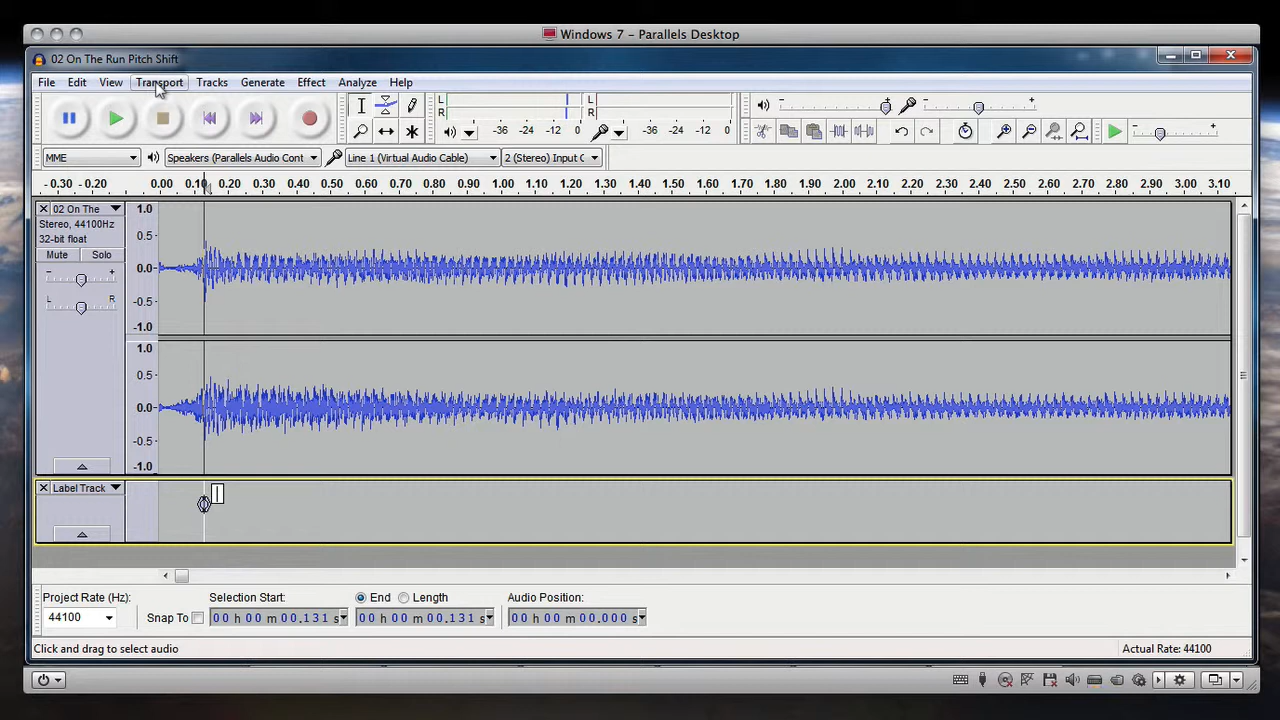 Windows 7 - Parallels Desktop
02 On The Run Pitch Shift
File Edit View Transport Tracks Generate Effect Analyze Help
L L
R R
-36 -24 -12 0 -36 -24 -12 0
MME Speakers (Parallels Audio Cont Line 1 (Virtual Audio Cable) 2 (Stereo) Input C
-0.30 -0.20 0.00 0.10 0.20 0.30 0.40 0.50 0.60 0.70 0.80 0.90 1.00 1.10 1.20 1.30 1.40 1.50 1.60 1.70 1.80 1.90 2.00 2.10 2.20 2.30 2.40 2.50 2.60 2.70 2.80 2.90 3.00 3.10
02 On The
Stereo, 44100Hz
32-bit float
Mute Solo
- +
L R
1.0
0.5
0.0
-0.5
-1.0
1.0
0.5
0.0
-0.5
-1.0
Label Track
Project Rate (Hz): Selection Start: End Length Audio Position:
44100 Snap To 00 h 00 m 00.131 s 00 h 00 m 00.131 s 00 h 00 m 00.000 s
Click and drag to select audio Actual Rate: 44100